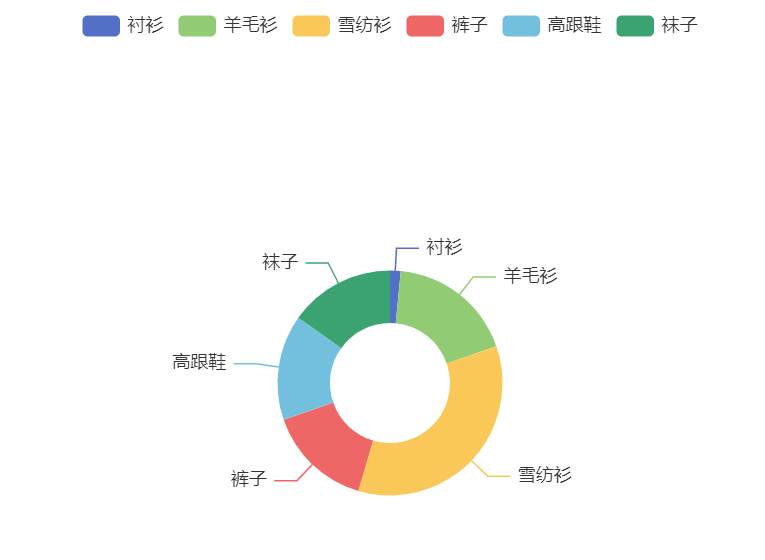 衬衫 羊毛衫 雪纺衫 裤子 高跟鞋 袜子
衬衫
袜子
羊毛衫
高跟鞋
雪纺衫
裤子